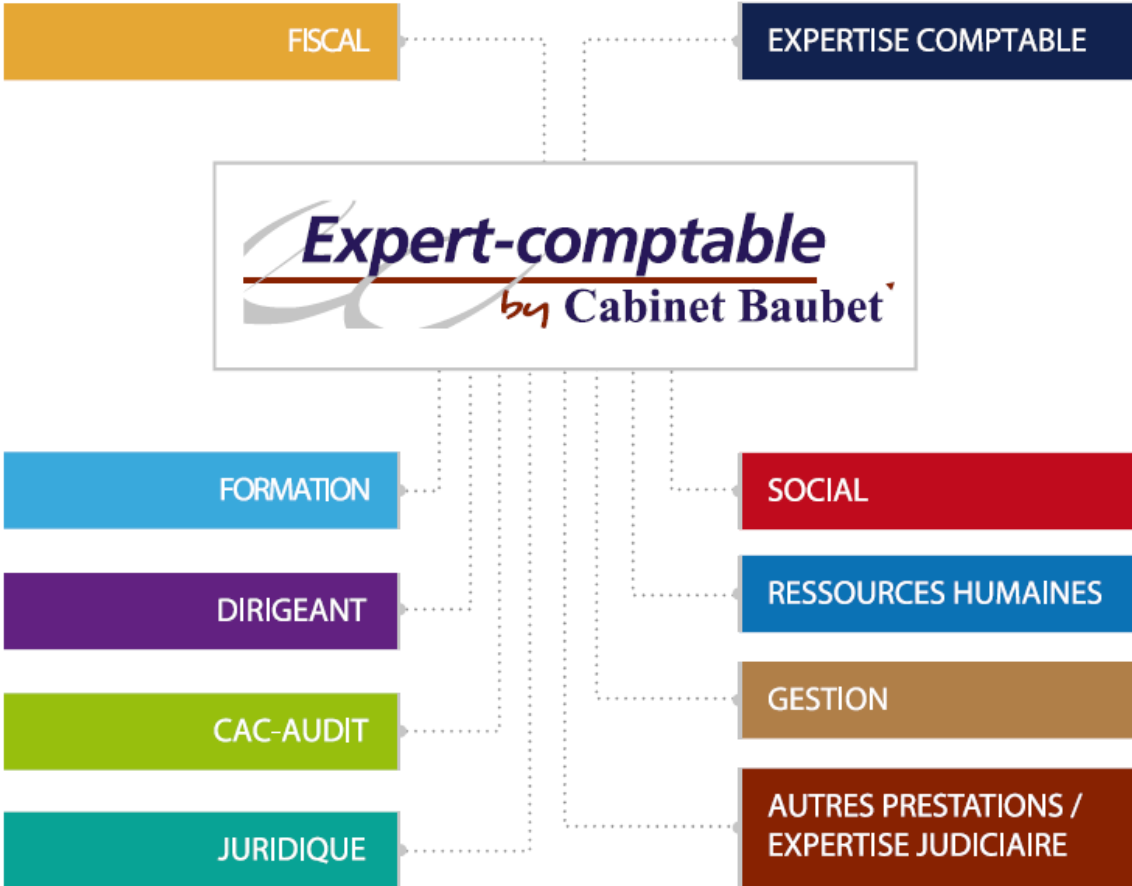 FISCAL
EXPERTISE COMPTABLE
Expert-comptable
by Cabinet Baubet
FORMATION
SOCIAL
DIRIGEANT
RESSOURCES HUMAINES
CAC-AUDIT
GESTION
JURIDIQUE
AUTRES PRESTATIONS /
EXPERTISE JUDICIAIRE